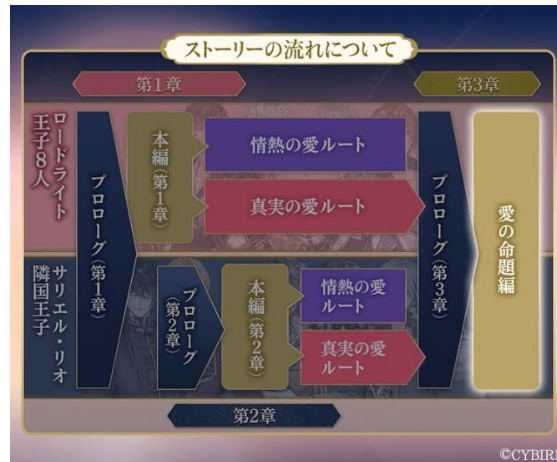 ストーリーの流れについて
第1章
第3章
ロードライト
王子8人
プロローグ(第1章)
本編(第1章)
情熱の愛ルート
真実の愛ルート
プロローグ(第3章)
愛の命題編
サリエル・リオ
隣国王子
プロローグ
(第2章)
本編(第2章)
情熱の愛
ルート
真実の愛
ルート
第2章
©CYBIR